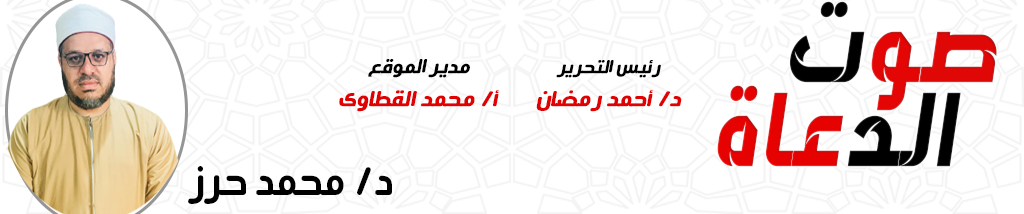 صوت
الدعاة
رئيس التحرير
د/ أحمد رمضان
مدير الموقع
أ/ محمد القطاوى
د/ محمد حرز